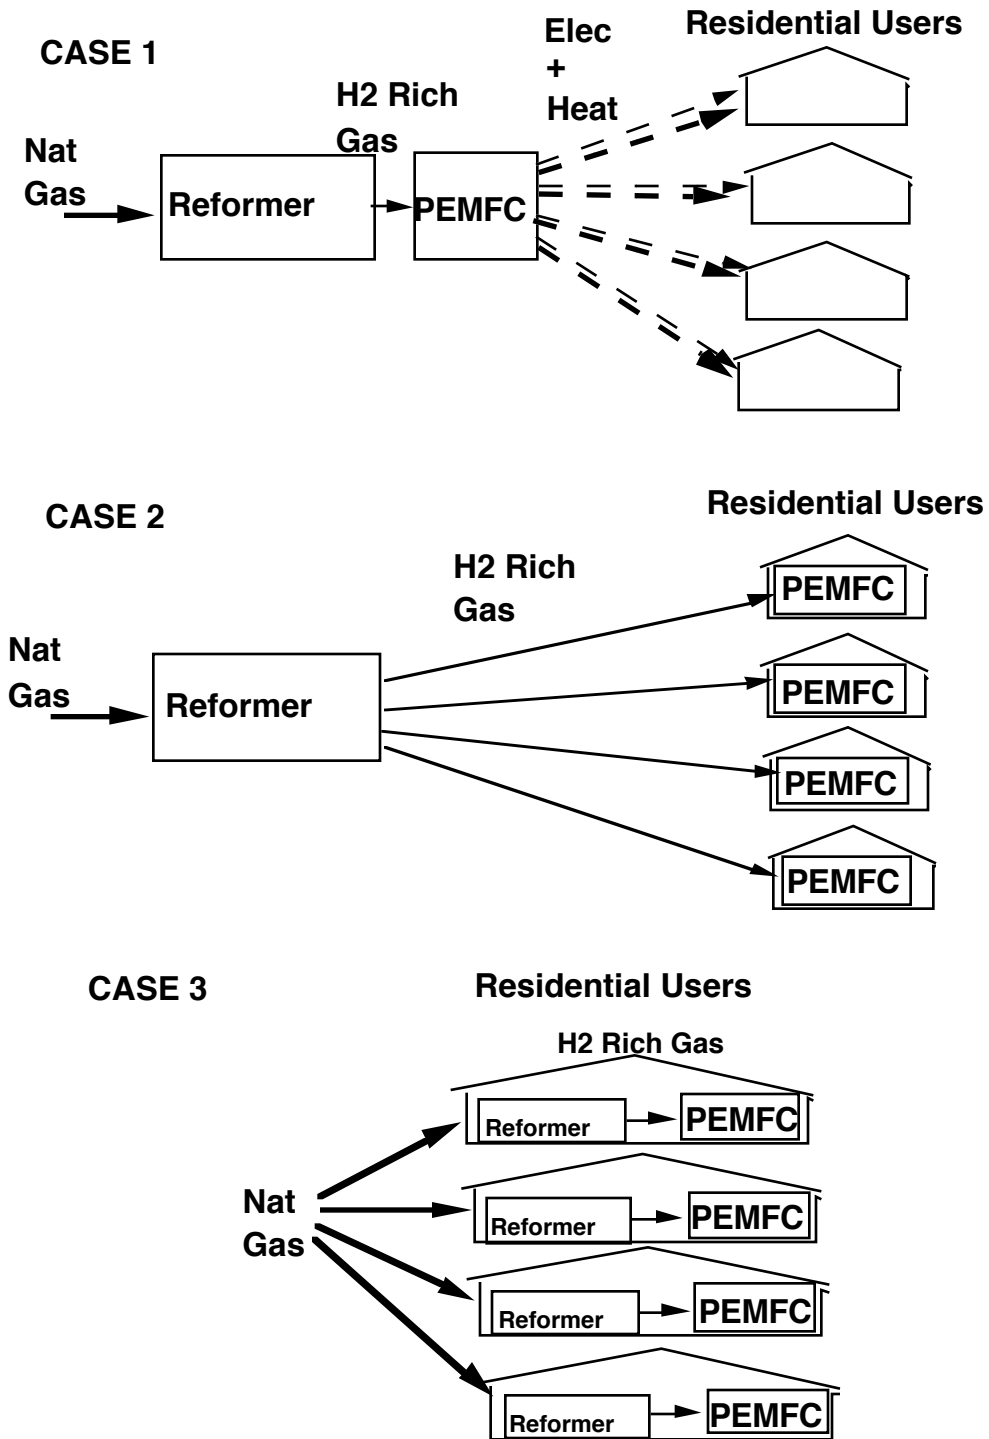 CASE 1
Nat
Gas
Reformer
H2 Rich
Gas
PEMFC
Elec
+
Heat
Residential Users
CASE 2
Nat
Gas
Reformer
H2 Rich
Gas
Residential Users
PEMFC
PEMFC
PEMFC
PEMFC
CASE 3
Residential Users
H2 Rich Gas
Nat
Gas
Reformer
PEMFC
Reformer
PEMFC
Reformer
PEMFC
Reformer
PEMFC